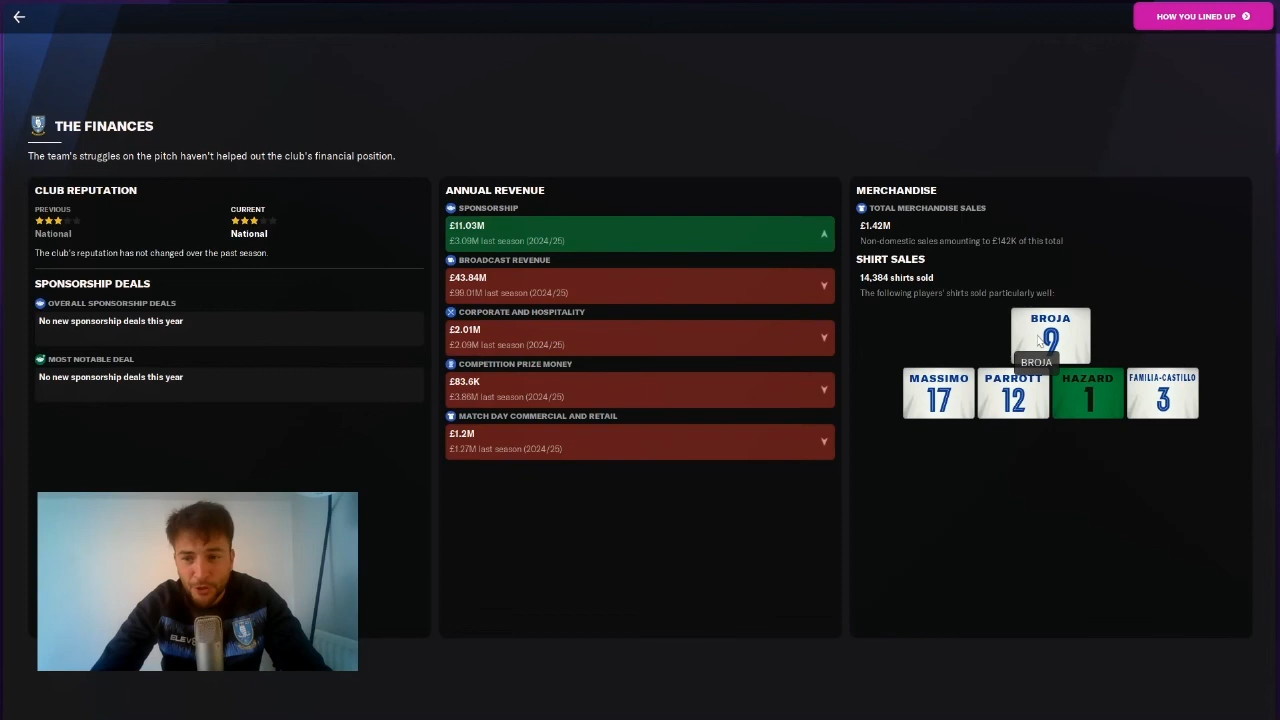 HOW YOU LINED UP
THE FINANCES
The team's struggles on the pitch haven't helped out the club's financial position.
CLUB REPUTATION
PREVIOUS
CURRENT
National
National
The club's reputation has not changed over the past season.
SPONSORSHIP DEALS
OVERALL SPONSORSHIP DEALS
No new sponsorship deals this year
MOST NOTABLE DEAL
No new sponsorship deals this year
ANNUAL REVENUE
SPONSORSHIP
£11.03M
£3.09M last season (2024/25)
BROADCAST REVENUE
£43.84M
£99.01M last season (2024/25)
CORPORATE AND HOSPITALITY
£2.01M
£2.09M last season (2024/25)
COMPETITION PRIZE MONEY
£83.6K
£3.86M last season (2024/25)
MATCH DAY COMMERCIAL AND RETAIL
£1.2M
£1.27M last season (2024/25)
MERCHANDISE
TOTAL MERCHANDISE SALES
£1.42M
Non-domestic sales amounting to £142K of this total
SHIRT SALES
14,384 shirts sold
The following players' shirts sold particularly well:
BROJA
9
BROJA
MASSIMO
17
PARROTT
12
HAZARD
1
FAMILIA-CASTILLO
3